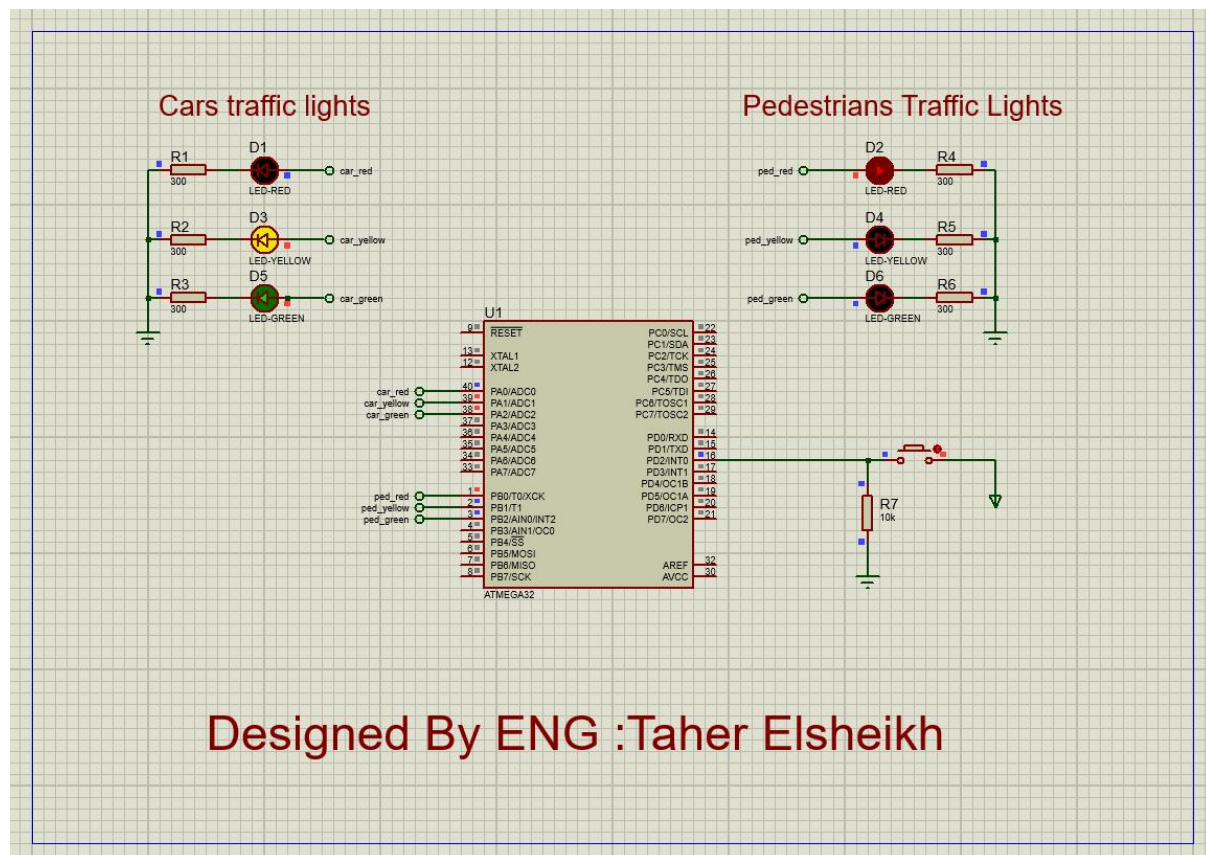 Cars traffic lights
Pedestrians Traffic Lights
R1
300
D1
LED-RED
car_red
R2
300
D3
LED-YELLOW
car_yellow
R3
300
D5
LED-GREEN
car_green
ped_red
D2
LED-RED
R4
300
ped_yellow
D4
LED-YELLOW
R5
300
ped_green
D6
LED-GREEN
R6
300
U1
9 RESET
13 XTAL1
12 XTAL2
car_red 40 PA0/ADC0
car_yellow 39 PA1/ADC1
car_green 38 PA2/ADC2
37 PA3/ADC3
36 PA4/ADC4
35 PA5/ADC5
34 PA6/ADC6
33 PA7/ADC7
ped_red 1 PB0/T0/XCK
ped_yellow 2 PB1/T1
ped_green 3 PB2/AIN0/INT2
4 PB3/AIN1/OC0
5 PB4/SS
6 PB5/MOSI
7 PB6/MISO
8 PB7/SCK
PC0/SCL 22
PC1/SDA 23
PC2/TCK 24
PC3/TMS 25
PC4/TDO 26
PC5/TDI 27
PC6/TOSC1 28
PC7/TOSC2 29
PD0/RXD 14
PD1/TXD 15
PD2/INT0 16
PD3/INT1 17
PD4/OC1B 18
PD5/OC1A 19
PD6/ICP1 20
PD7/OC2 21
AREF 32
AVCC 30
ATMEGA32
R7
10k
Designed By ENG :Taher Elsheikh